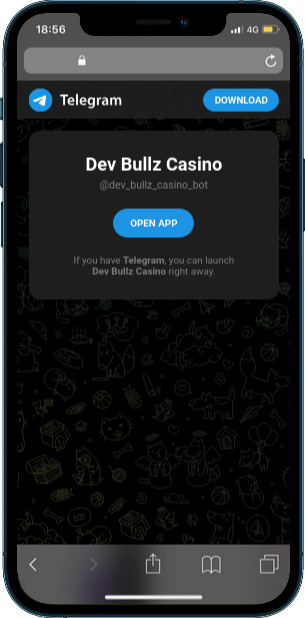 18:56
4G
Telegram
DOWNLOAD
Dev Bullz Casino
@dev_bullz_casino_bot
OPEN APP
If you have Telegram, you can launch
Dev Bullz Casino right away.